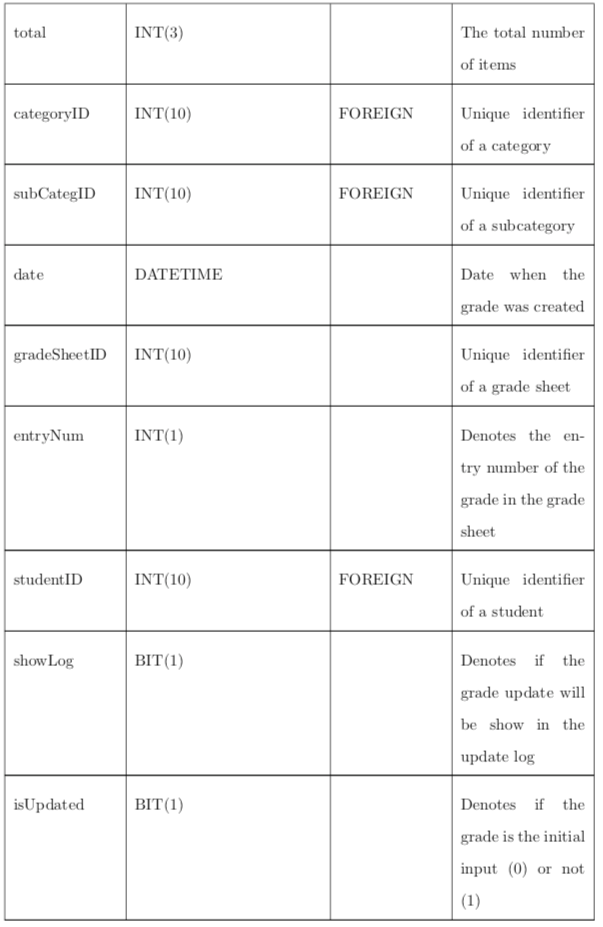 total INT(3) The total number
of items
categoryID INT(10) FOREIGN Unique identifier
of a category
subCategID INT(10) FOREIGN Unique identifier
of a subcategory
date DATETIME Date when the
grade was created
gradeSheetID INT(10) Unique identifier
of a grade sheet
entryNum INT(1) Denotes the en-
try number of the
grade in the grade
sheet
studentID INT(10) FOREIGN Unique identifier
of a student
showLog BIT(1) Denotes if the
grade update will
be show in the
update log
isUpdated BIT(1) Denotes if the
grade is the initial
input (0) or not
(1)